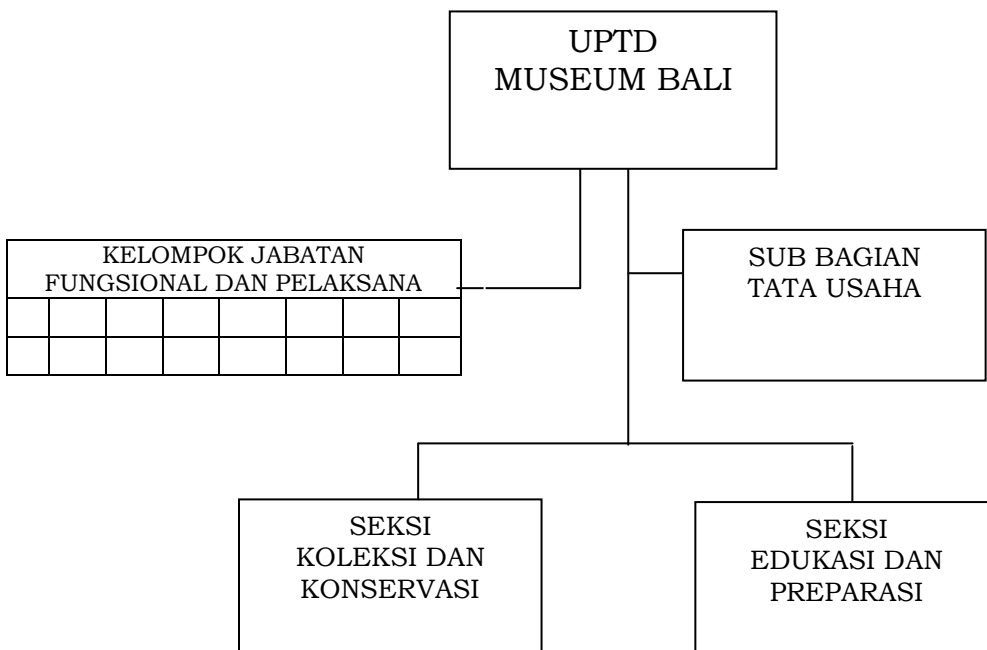 UPTD
MUSEUM BALI
KELOMPOK JABATAN
FUNGSIONAL DAN PELAKSANA
SUB BAGIAN
TATA USAHA
SEKSI
KOLEKSI DAN
KONSERVASI
SEKSI
EDUKASI DAN
PREPARASI